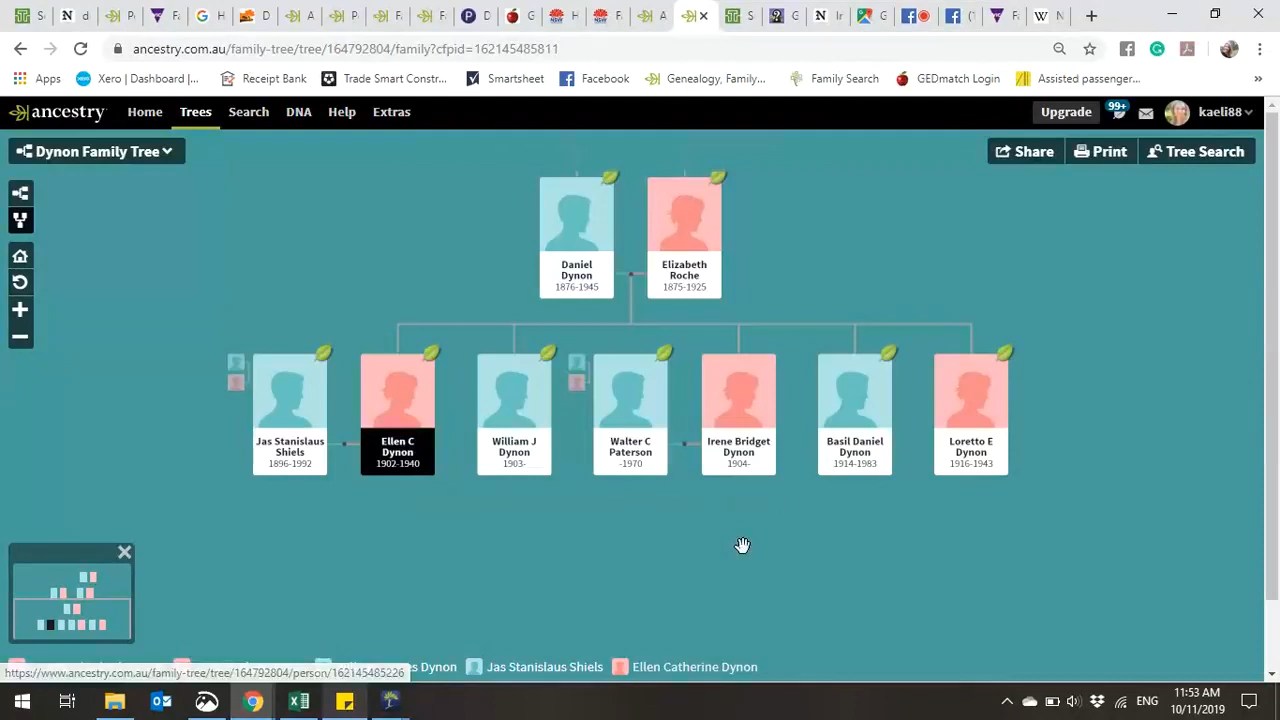 ancestry.com.au/family-tree/tree/164792804/family?cfpid=162145485811
Apps
Xero | Dashboard |...
Receipt Bank
Trade Smart Constr...
Smartsheet
Facebook
Genealogy, Family...
Family Search
GEDmatch Login
Assisted passenger...
»
ancestry
Home
Trees
Search
DNA
Help
Extras
Upgrade
99+
kaeli88
Dynon Family Tree
Share
Print
Tree Search
Daniel
Dynon
1876-1945
Elizabeth
Roche
1875-1925
Jas Stanislaus
Shiels
1896-1992
Ellen C
Dynon
1902-1940
William J
Dynon
1903-
Walter C
Paterson
-1970
Irene Bridget
Dynon
1904-
Basil Daniel
Dynon
1914-1983
Loretto E
Dynon
1916-1943
es Dynon
Jas Stanislaus Shiels
Ellen Catherine Dynon
https://www.ancestry.com.au/family-tree/tree/164792804/person/162145485226
ENG
11:53 AM
10/11/2019